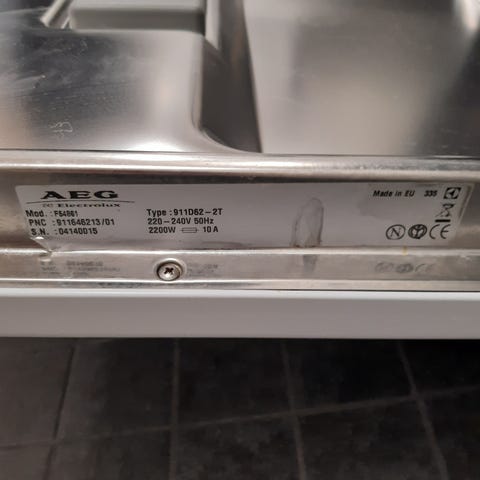 AEG
Electrolux
Mod. : F54861
PNC : 911646213/01
S.N. : 04140015
Type : 911D62-2T
220-240V 50Hz
2200W 10 A
Made in EU 335
N CE